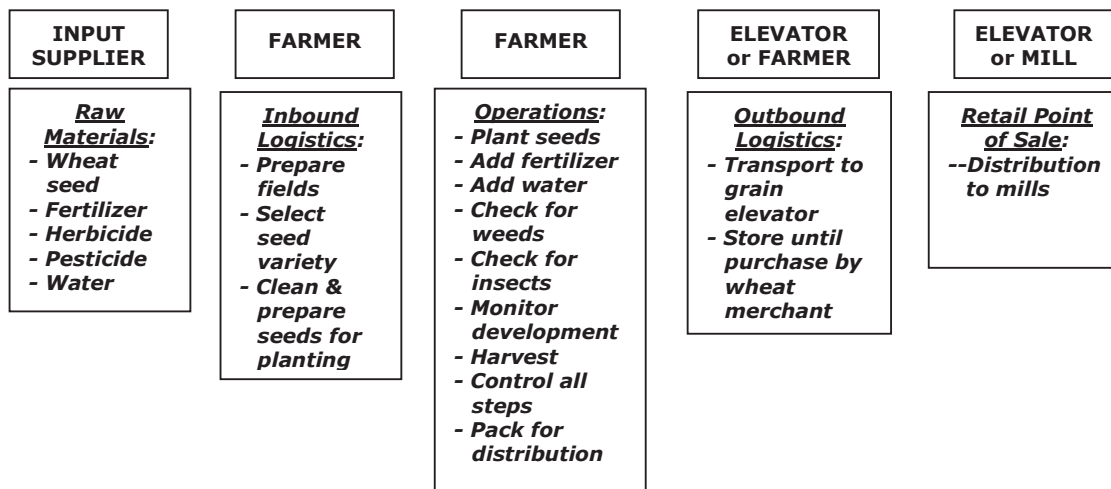 INPUT
SUPPLIER
Raw
Materials:
- Wheat
seed
- Fertilizer
- Herbicide
- Pesticide
- Water
FARMER
Inbound
Logistics:
- Prepare
fields
- Select
seed
variety
- Clean &
prepare
seeds for
planting
FARMER
Operations:
- Plant seeds
- Add fertilizer
- Add water
- Check for
weeds
- Check for
insects
- Monitor
development
- Harvest
- Control all
steps
- Pack for
distribution
ELEVATOR
or FARMER
Outbound
Logistics:
- Transport to
grain
elevator
- Store until
purchase by
wheat
merchant
ELEVATOR
or MILL
Retail Point
of Sale:
--Distribution
to mills